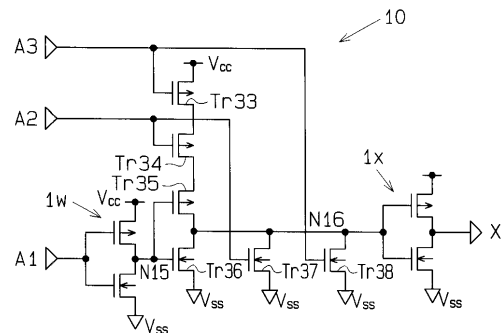 10
A3
Vcc
Tr33
A2
Tr34
Tr35
1w
Vcc
1x
N16
X
A1
N15
Tr36
Tr37
Tr38
Vss
Vss
Vss
Vss
Vss